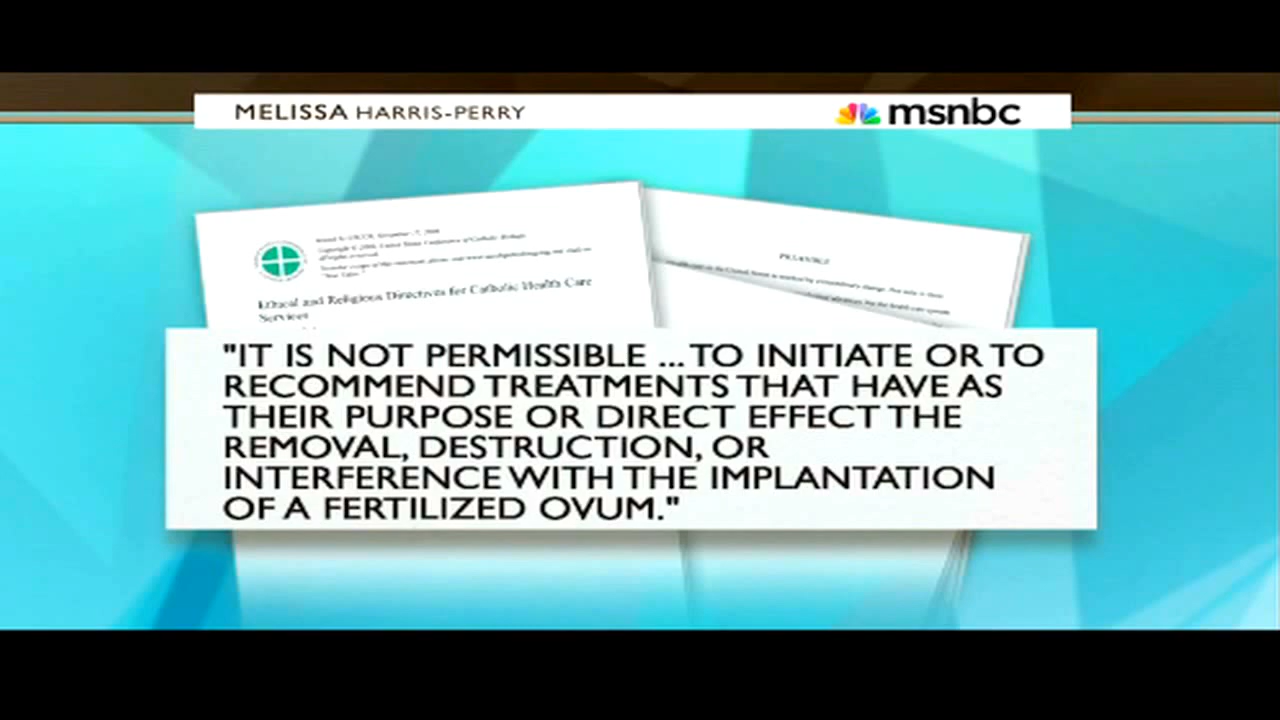 MELISSA HARRIS-PERRY
msnbc
Ethical and Religious Directives for Catholic Health Care
Services
"IT IS NOT PERMISSIBLE ... TO INITIATE OR TO
RECOMMEND TREATMENTS THAT HAVE AS
THEIR PURPOSE OR DIRECT EFFECT THE
REMOVAL, DESTRUCTION, OR
INTERFERENCE WITH THE IMPLANTATION
OF A FERTILIZED OVUM."